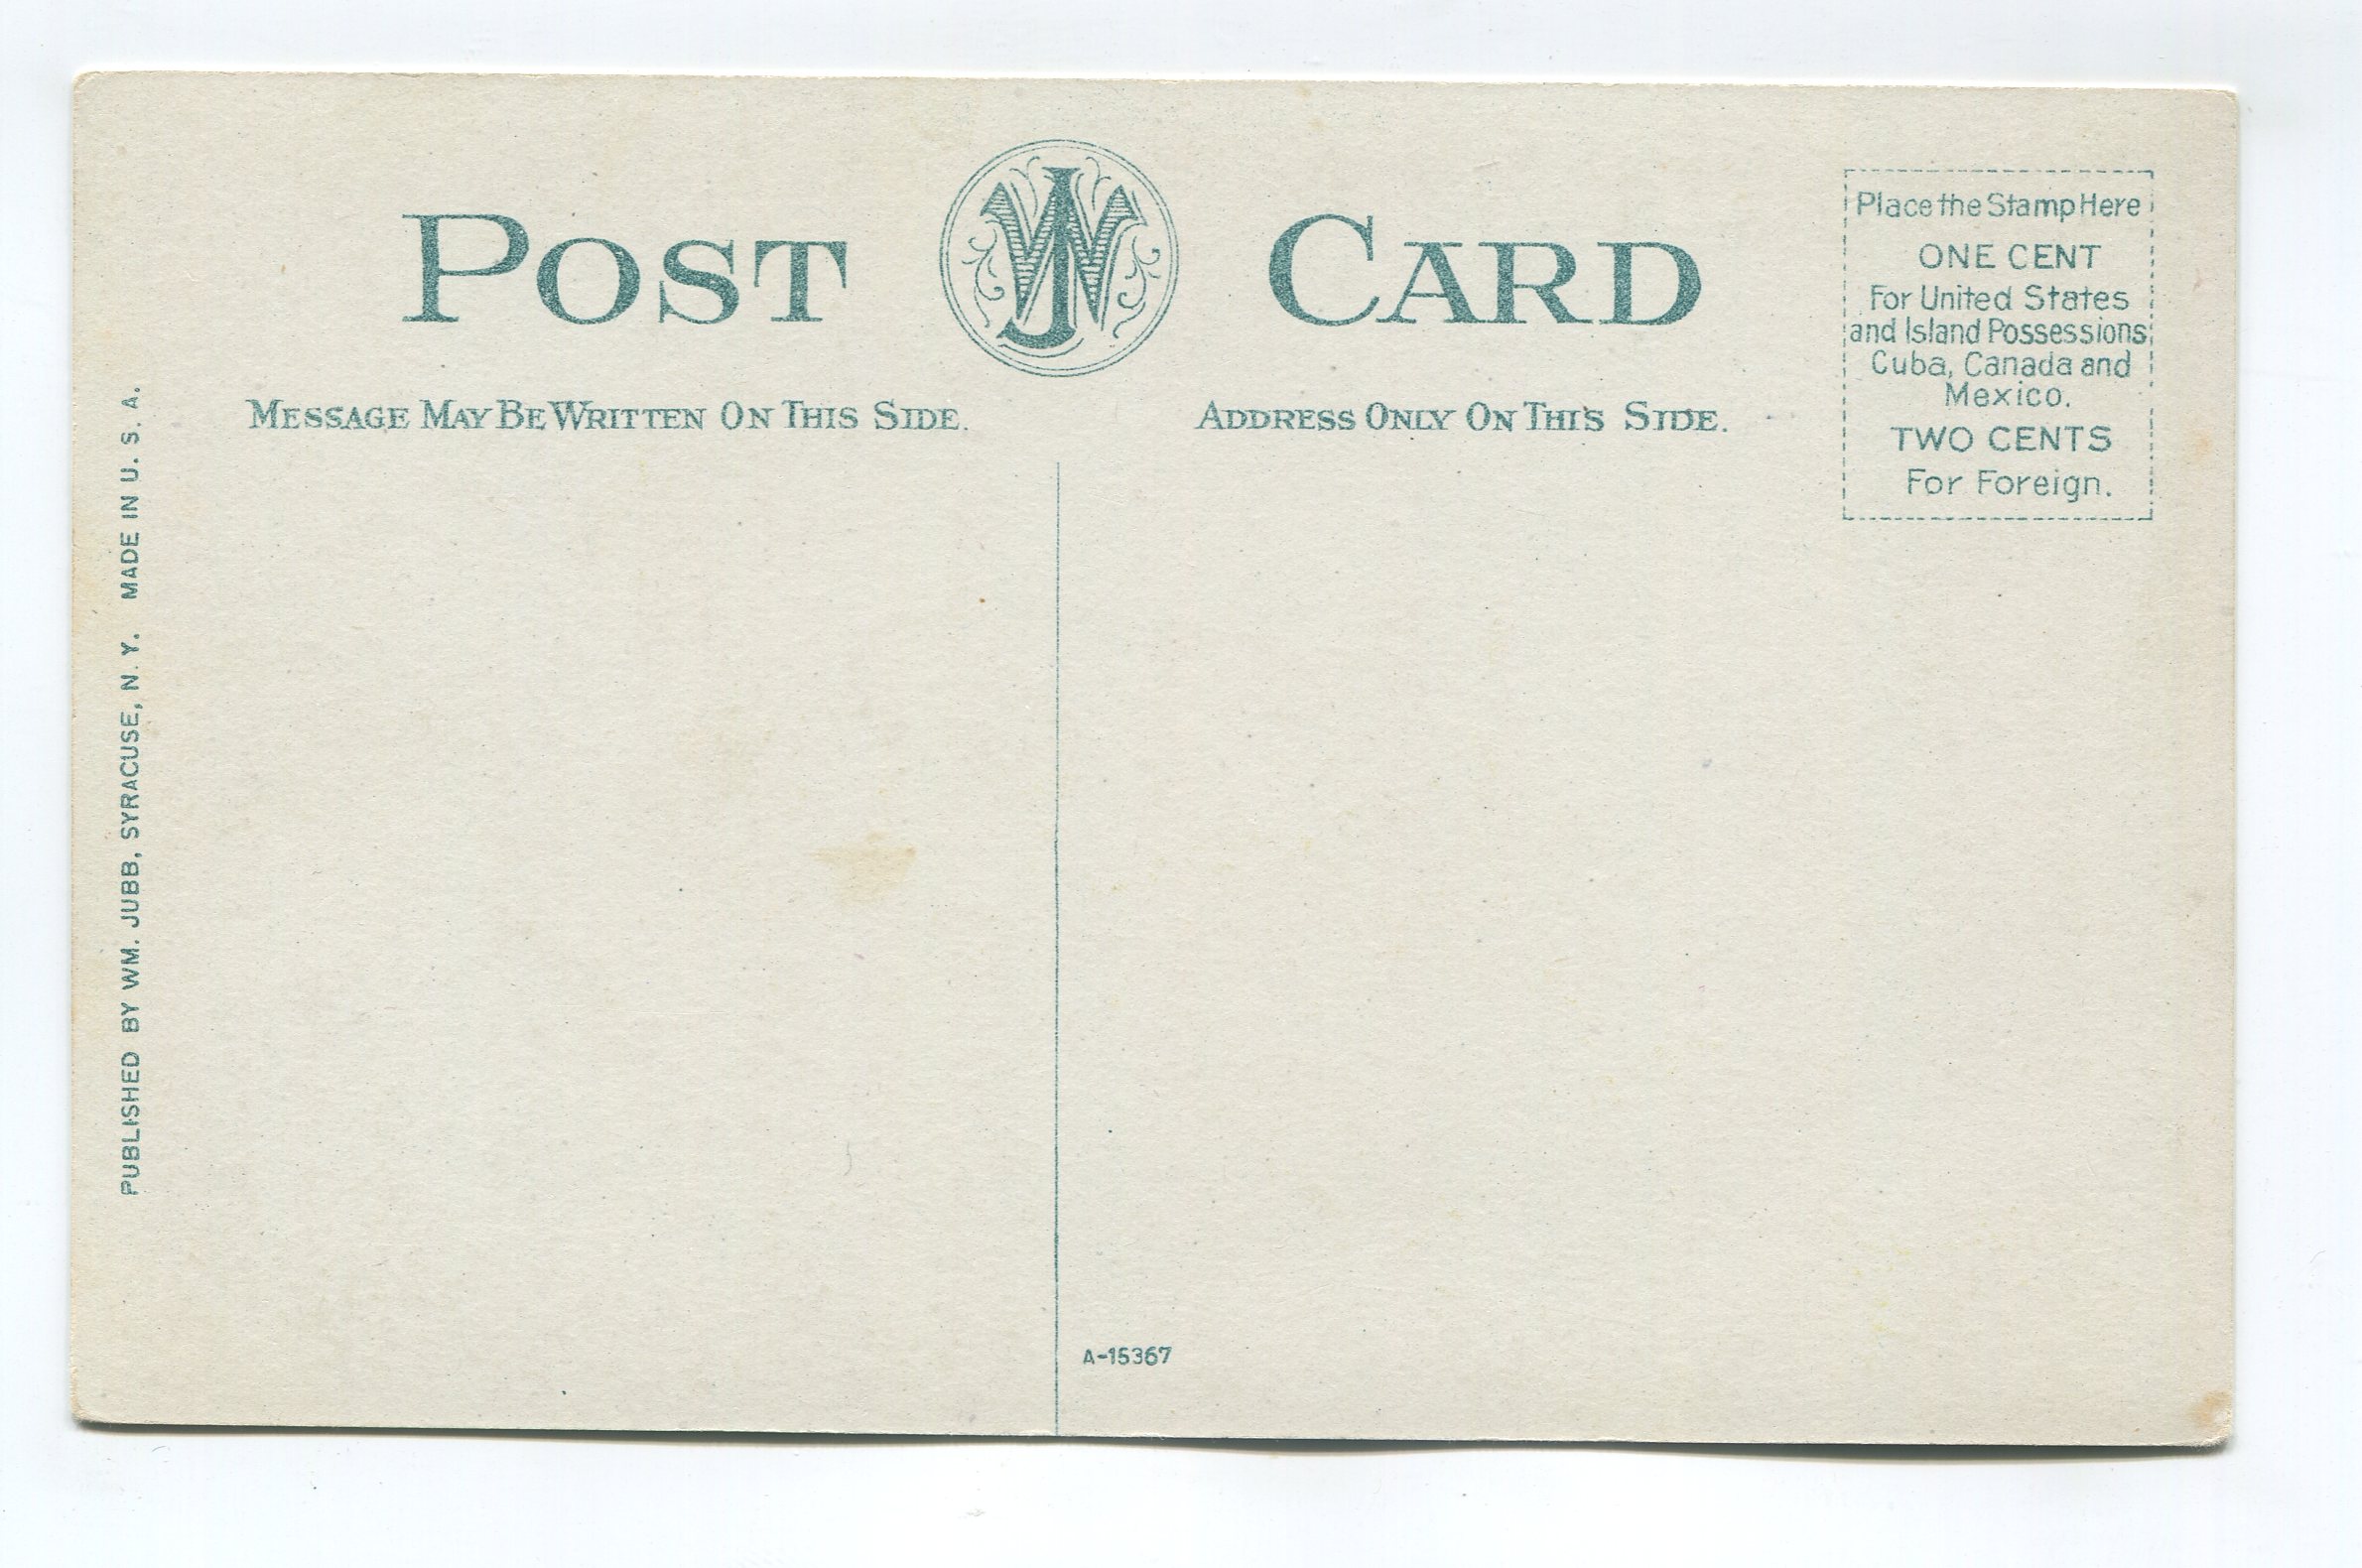 POST WJ CARD
MESSAGE MAY BE WRITTEN ON THIS SIDE.
ADDRESS ONLY ON THIS SIDE.
Place the Stamp Here
ONE CENT
For United States
and Island Possessions
Cuba, Canada and
Mexico.
TWO CENTS
For Foreign.
PUBLISHED BY WM. JUBB, SYRACUSE, N. Y. MADE IN U. S. A.
A-15367